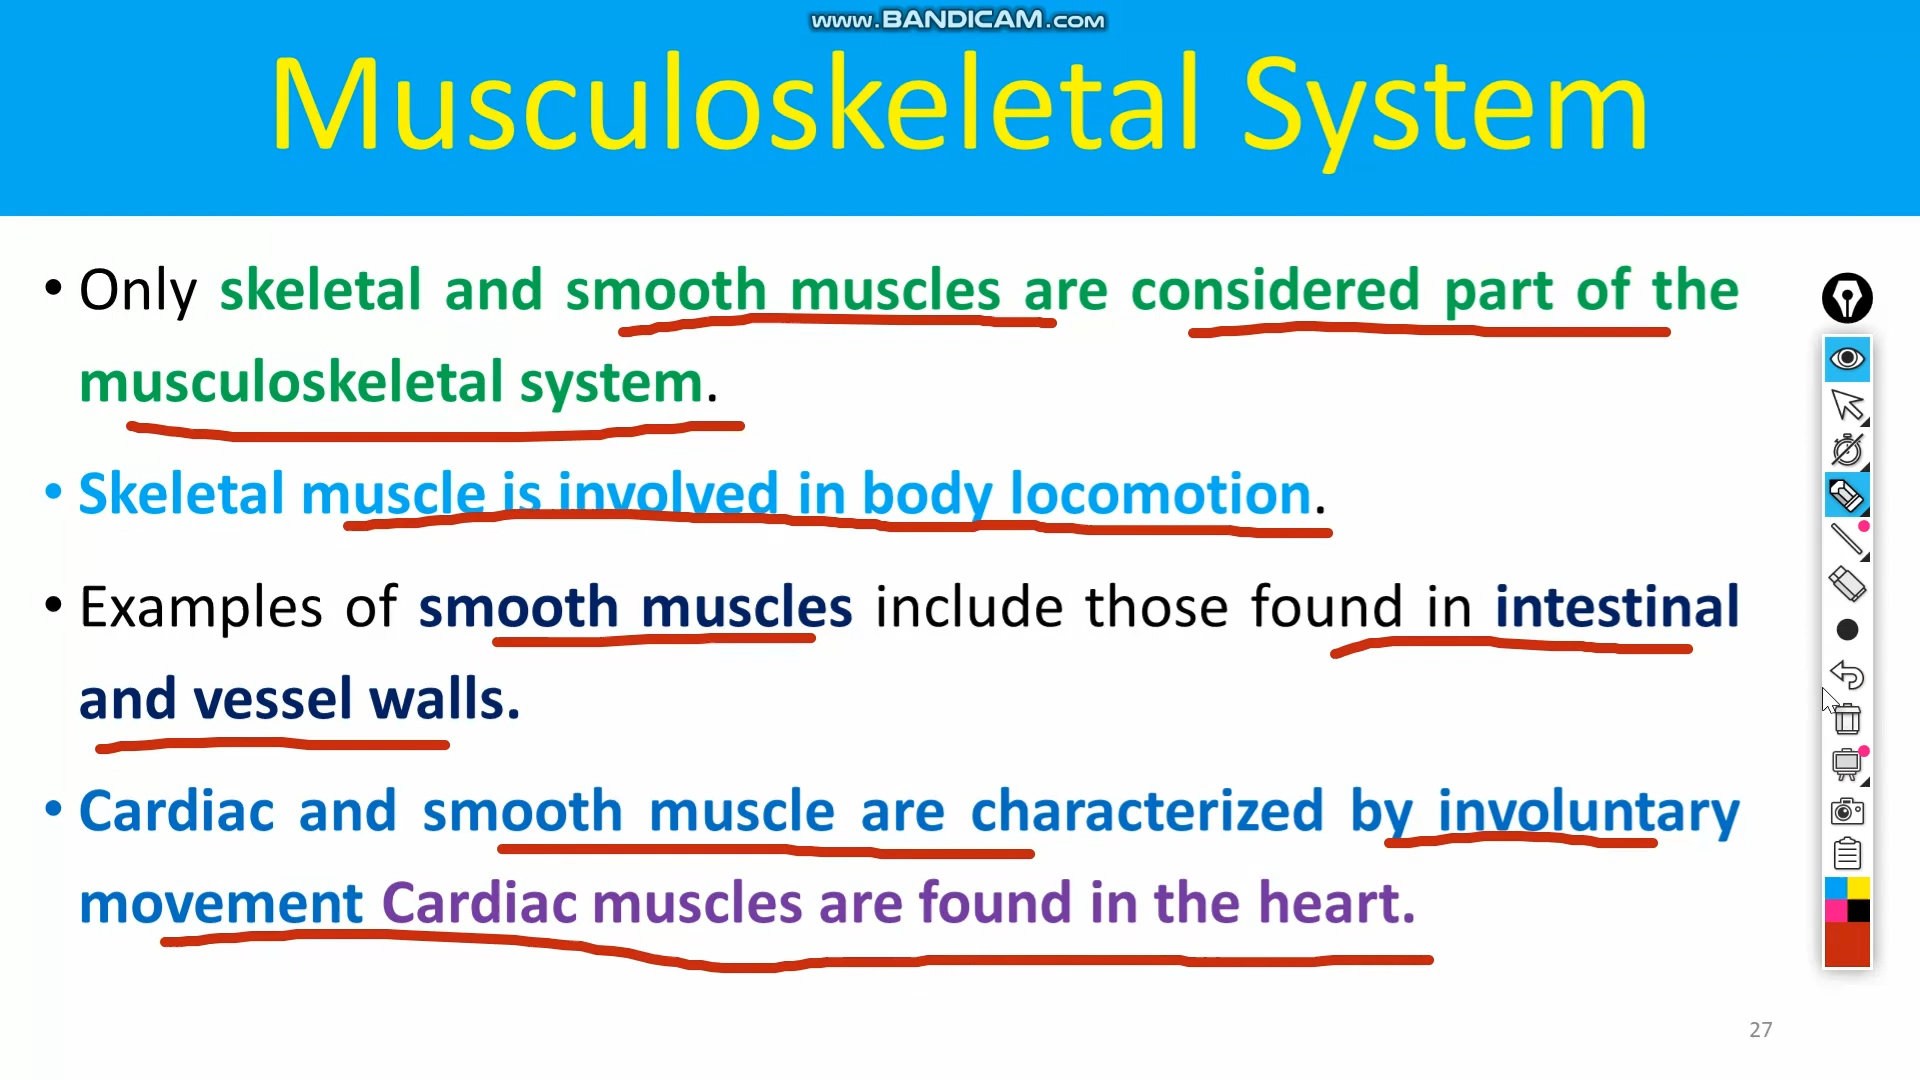 www.BANDICAM.com
Musculoskeletal System
• Only skeletal and smooth muscles are considered part of the
musculoskeletal system.
• Skeletal muscle is involved in body locomotion.
• Examples of smooth muscles include those found in intestinal
and vessel walls.
• Cardiac and smooth muscle are characterized by involuntary
movement Cardiac muscles are found in the heart.
27